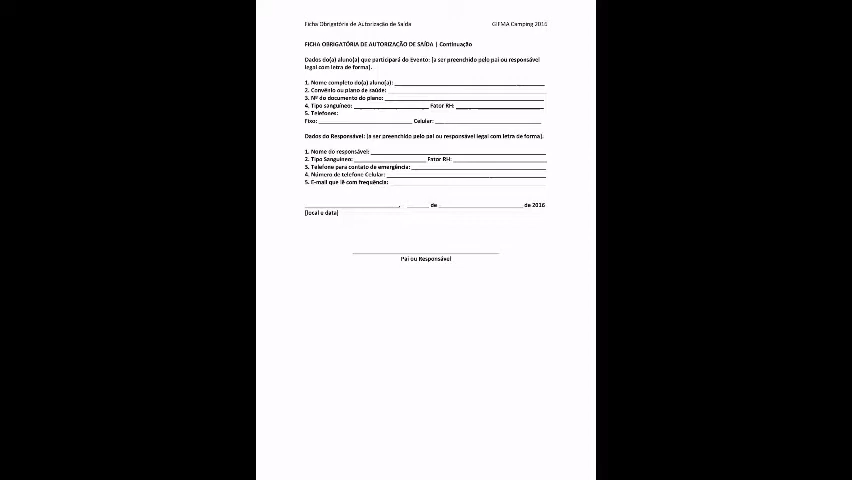 Ficha Obrigatória de Autorização de Saída GIFMA Camping 2016
FICHA OBRIGATÓRIA DE AUTORIZAÇÃO DE SAÍDA | Continuação
Dados do(a) aluno(a) que participará do Evento: (a ser preenchido pelo pai ou responsável
legal com letra de forma).
1. Nome completo do(a) aluno(a):
2. Convênio ou plano de saúde:
3. Nº do documento do plano:
4. Tipo sanguíneo: Fator RH:
5. Telefones:
Fixo: Celular:
Dados do Responsável: (a ser preenchido pelo pai ou responsável legal com letra de forma).
1. Nome do responsável:
2. Tipo Sanguíneo: Fator RH:
3. Telefone para contato de emergência:
4. Número de telefone Celular:
5. E-mail que lê com frequência:
, de de 2016
[local e data]
Pai ou Responsável